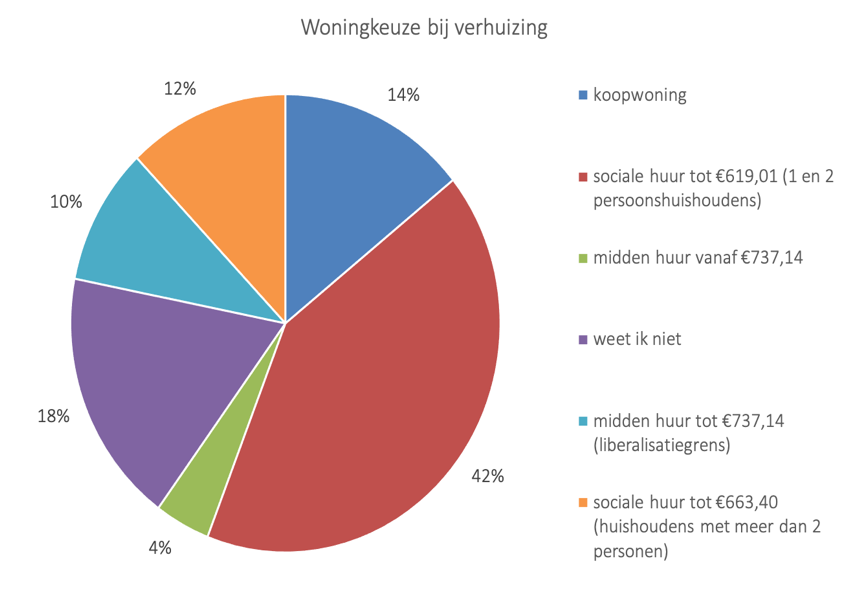 Woningkeuze bij verhuizing
12%
14%
10%
18%
4%
42%
koopwoning
sociale huur tot €619,01 (1 en 2
persoonshuishoudens)
midden huur vanaf €737,14
weet ik niet
midden huur tot €737,14
(liberalisatiegrens)
sociale huur tot €663,40
(huishoudens met meer dan 2
personen)